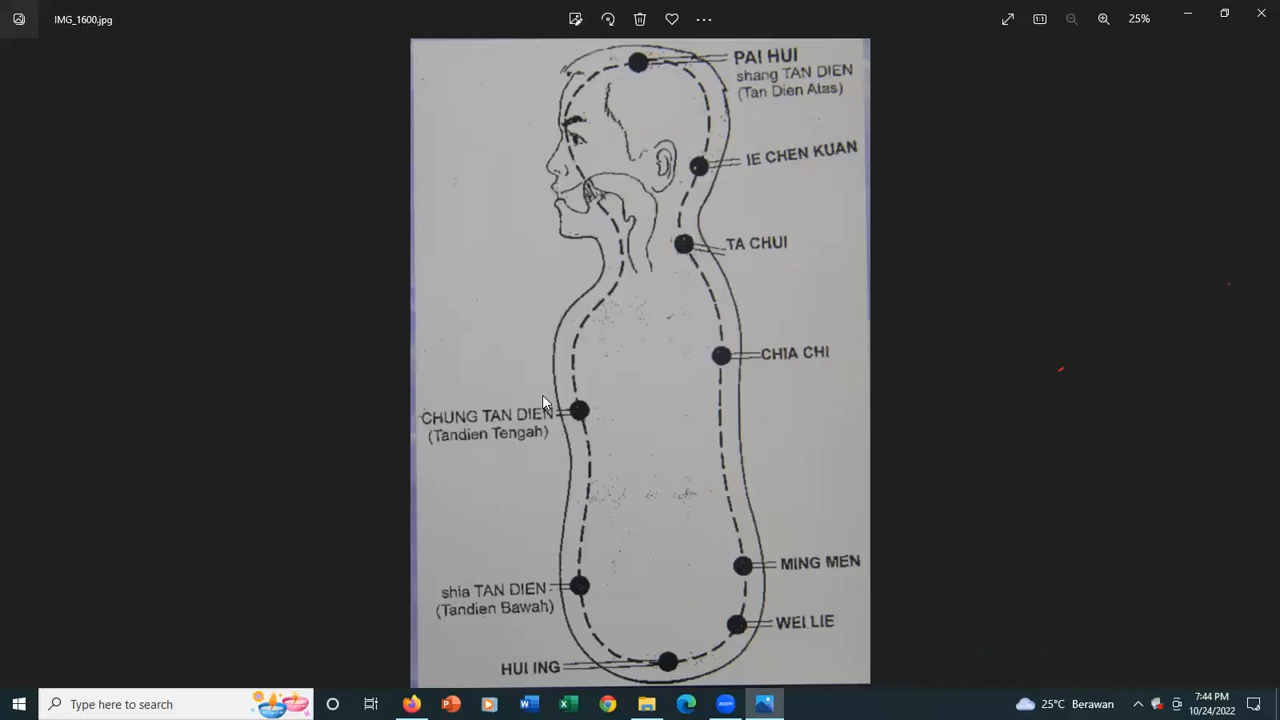 IMG_1600.jpg
25%
PAI HUI
shang TAN DIEN
(Tan Dien Atas)
IE CHEN KUAN
TA CHUI
CHIA CHI
CHUNG TAN DIEN
(Tandien Tengah)
MING MEN
shia TAN DIEN
(Tandien Bawah)
WEI LIE
HUI ING
Type here to search
25°C Berawan
7:44 PM
10/24/2022